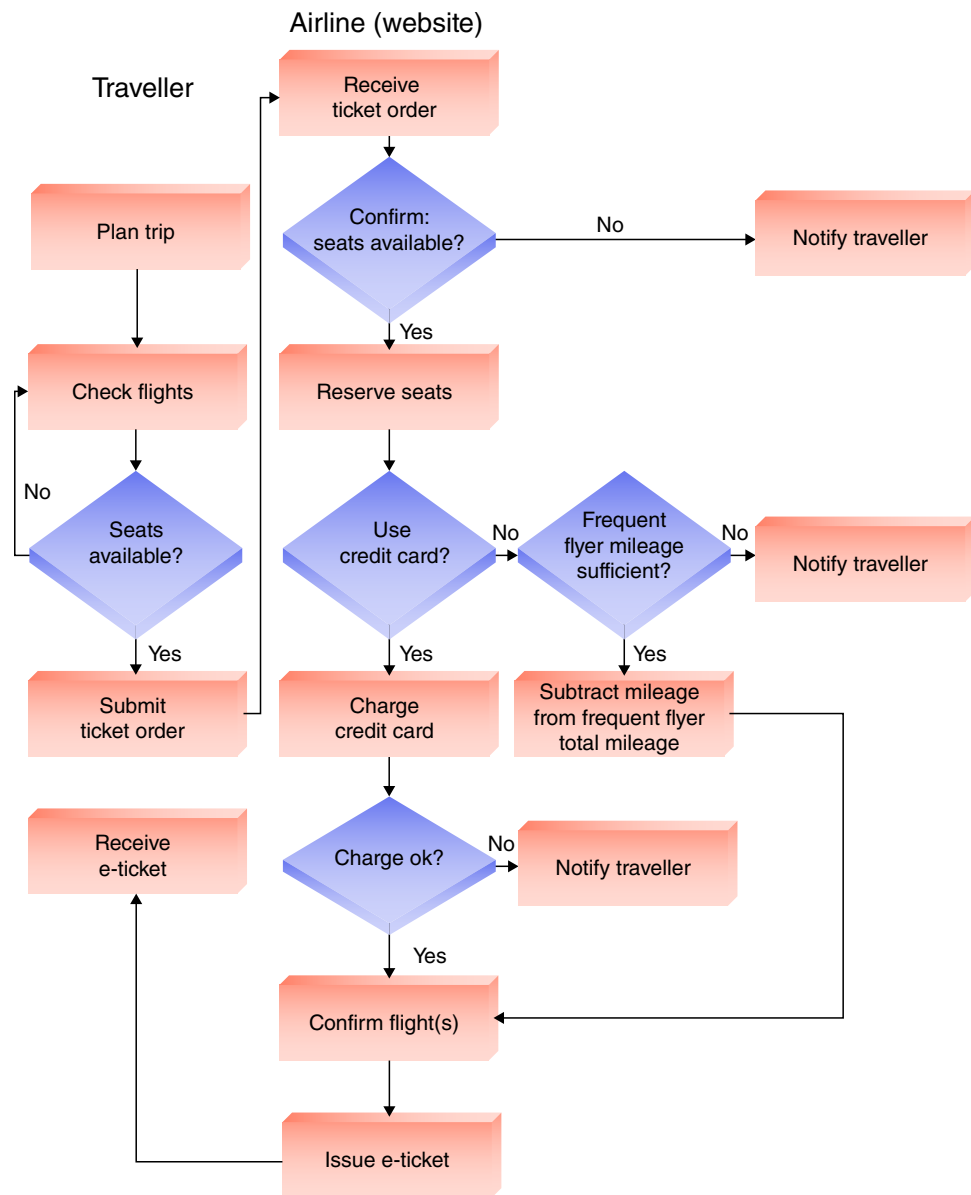 Airline (website)
Traveller
Receive
ticket order
Plan trip
Confirm:
seats available?
No
Notify traveller
Yes
Check flights
Reserve seats
No
Seats
available?
Use
credit card?
No
Frequent
flyer mileage
sufficient?
No
Notify traveller
Yes
Yes
Yes
Submit
ticket order
Charge
credit card
Subtract mileage
from frequent flyer
total mileage
Receive
e-ticket
Charge ok?
No
Notify traveller
Yes
Confirm flight(s)
Issue e-ticket